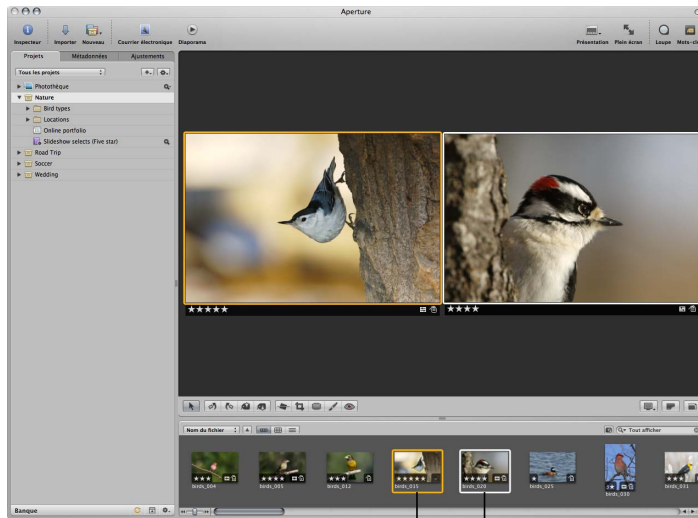 Aperture
Inspecteur Importer Nouveau Courrier électronique Diaporama
Présentation Plein écran Loupe Mots-clé
Projets Métadonnées Ajustements
Tous les projets
Photothèque
Nature
Bird types
Locations
Online portfolio
Slideshow selects (Five star)
Road Trip
Soccer
Wedding
Nom du fichier
Tout afficher
birds_004
birds_012
birds_015
birds_020
birds_025
birds_030
birds_031
Banque